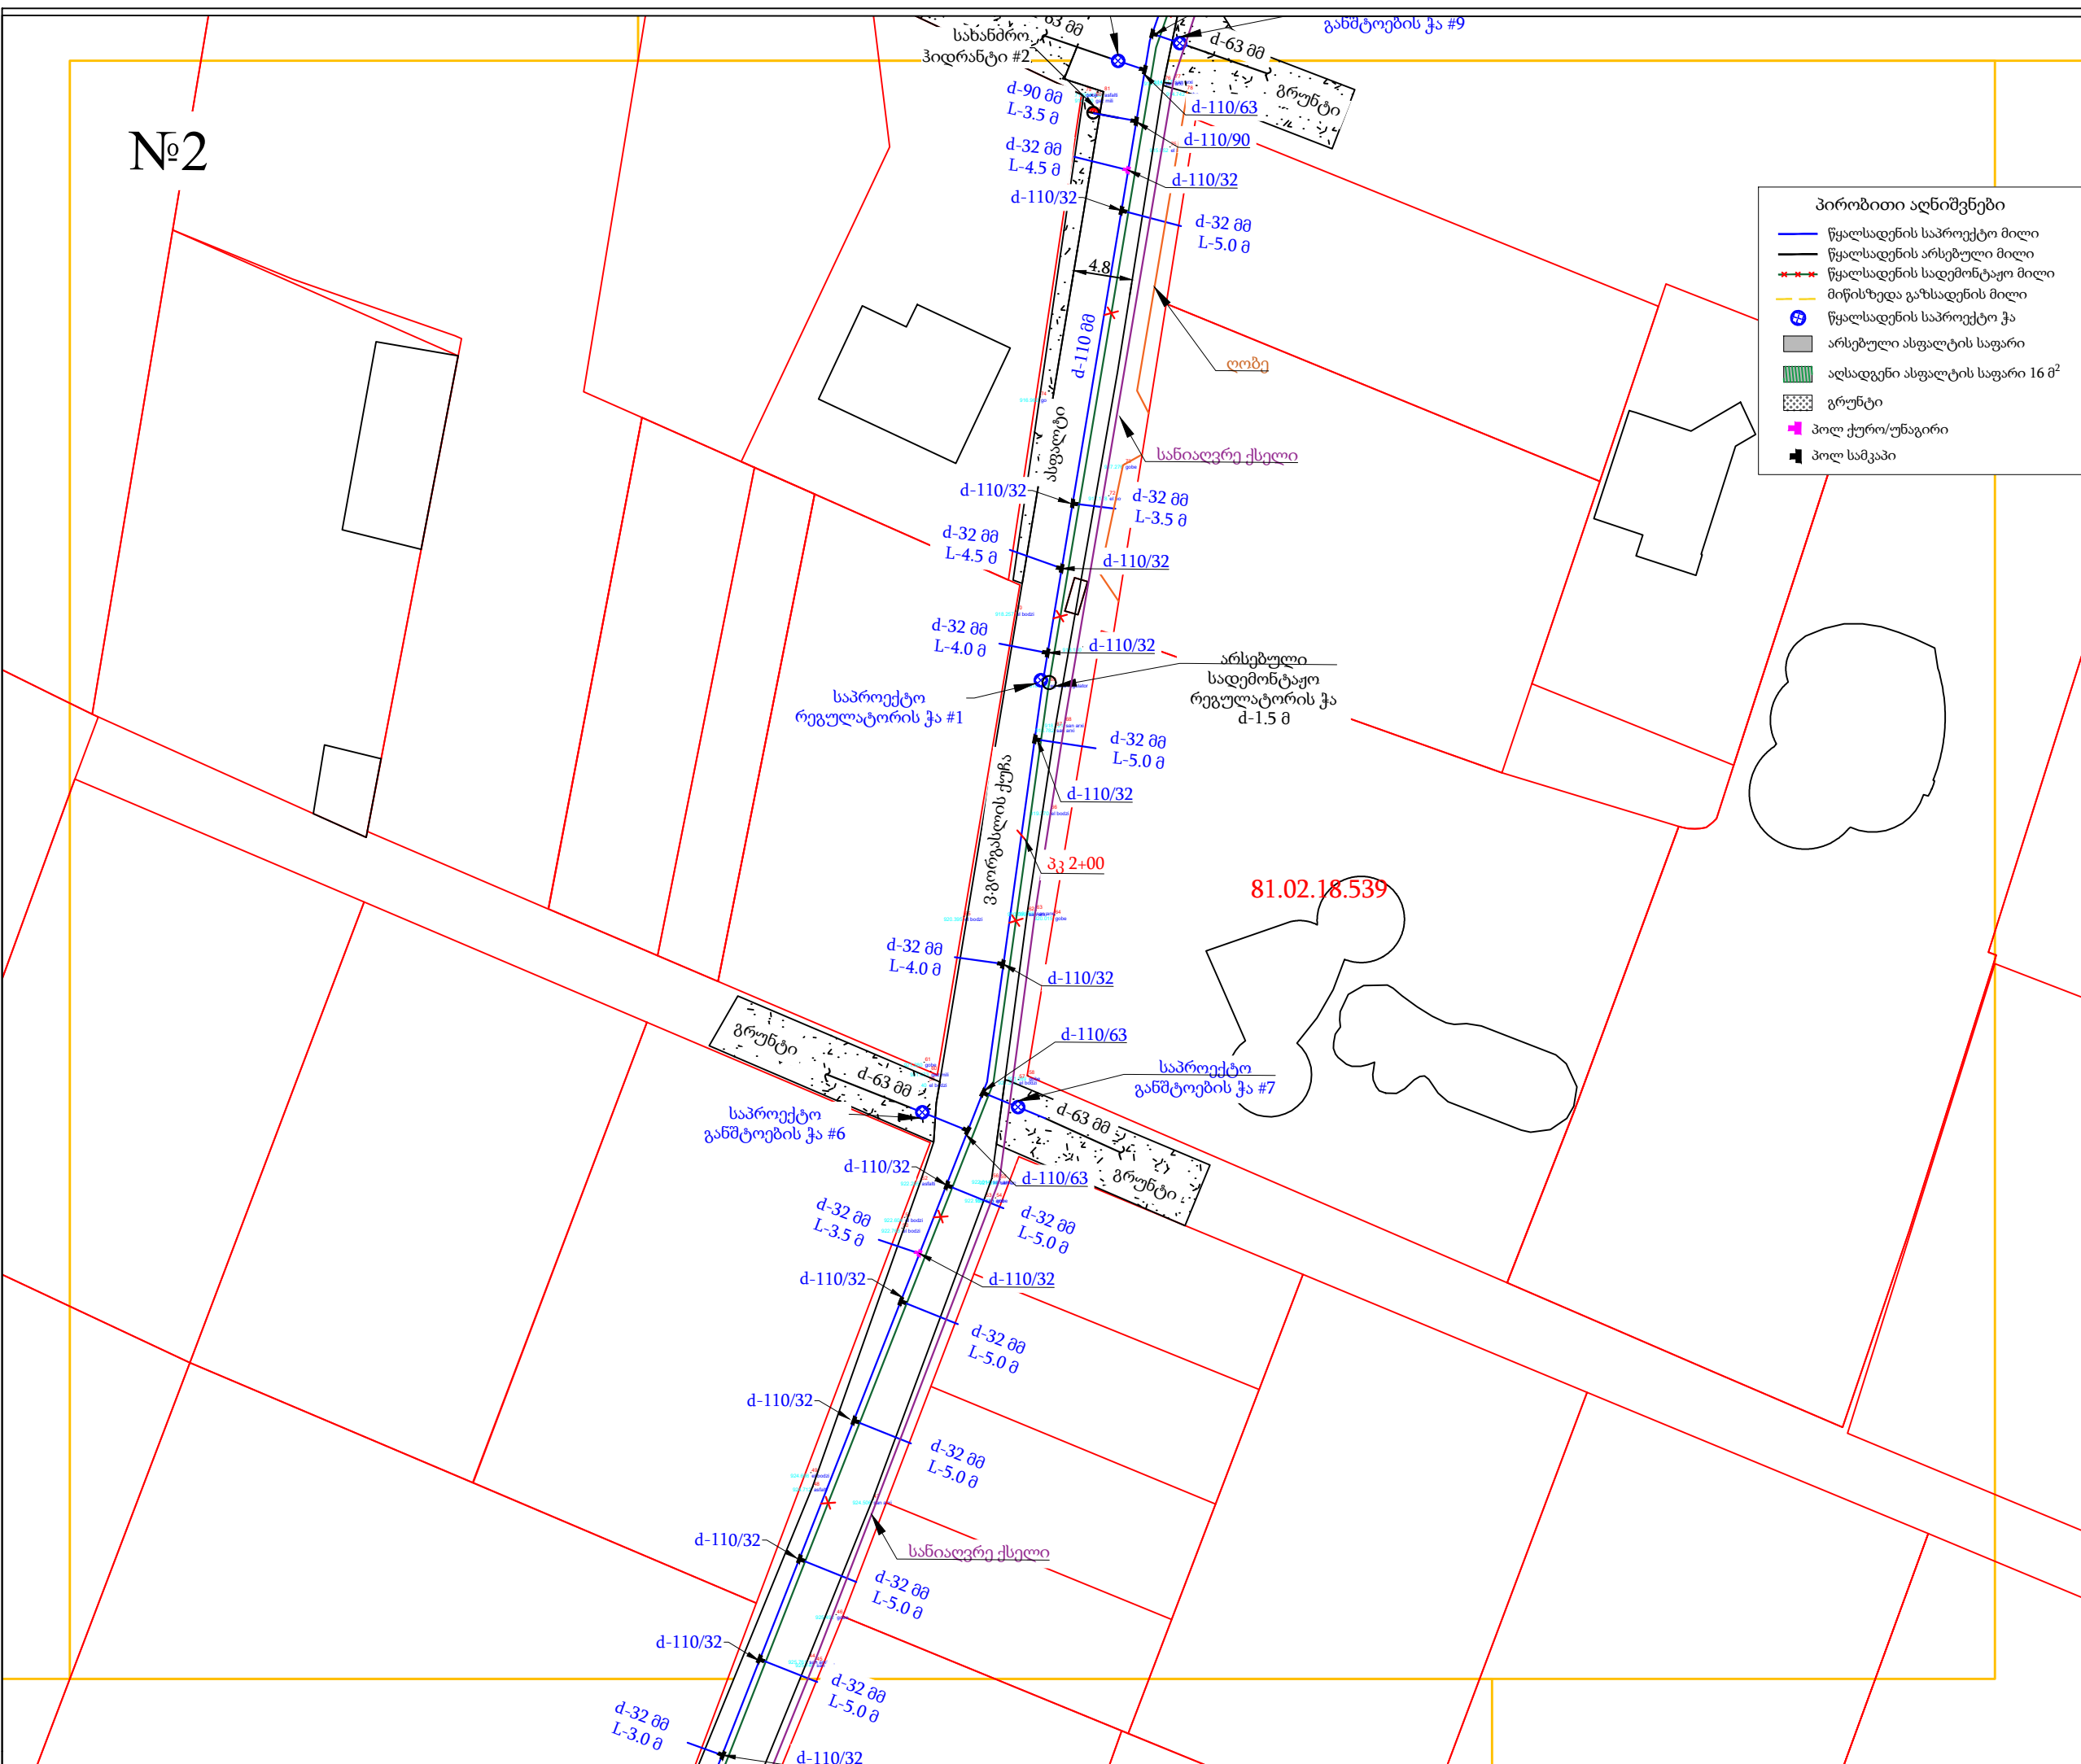 განშტოების ჭა #9
63 მმ
სახანძრო
ჰიდრანტი #2
d-63 მმ
გრუნტი
№2
d-90 მმ
L-3.5 მ
d-110/63
d-110/90
d-32 მმ
L-4.5 მ
d-110/32
d-110/32
d-32 მმ
L-5.0 მ
4.8
d-110 მმ
ღობე
ასფალტი
სანიაღვრე ქსელი
პირობითი აღნიშვნები
წყალსადენის საპროექტო მილი
წყალსადენის არსებული მილი
წყალსადენის სადემონტაჟო მილი
მიწისზედა გაზსადენის მილი
წყალსადენის საპროექტო ჭა
არსებული ასფალტის საფარი
აღსადგენი ასფალტის საფარი 16 მ²
გრუნტი
პოლ ქურო/უნაგირი
პოლ სამკაპი
d-110/32
d-32 მმ
L-3.5 მ
d-32 მმ
L-4.5 მ
d-110/32
d-32 მმ
L-4.0 მ
d-110/32
არსებული
სადემონტაჟო
რეგულატორის ჭა
d-1.5 მ
საპროექტო
რეგულატორის ჭა #1
d-32 მმ
L-5.0 მ
d-110/32
ვ.გორგასლის ქუჩა
პკ 2+00
81.02.18.539
d-32 მმ
L-4.0 მ
d-110/32
d-110/63
გრუნტი
d-63 მმ
საპროექტო
განშტოების ჭა #7
საპროექტო
განშტოების ჭა #6
d-63 მმ
გრუნტი
d-110/32
d-110/63
d-32 მმ
L-3.5 მ
d-32 მმ
L-5.0 მ
d-110/32
d-110/32
d-32 მმ
L-5.0 მ
d-110/32
d-32 მმ
L-5.0 მ
d-110/32
სანიაღვრე ქსელი
d-32 მმ
L-5.0 მ
d-110/32
d-32 მმ
L-5.0 მ
d-32 მმ
L-3.0 მ
d-110/32